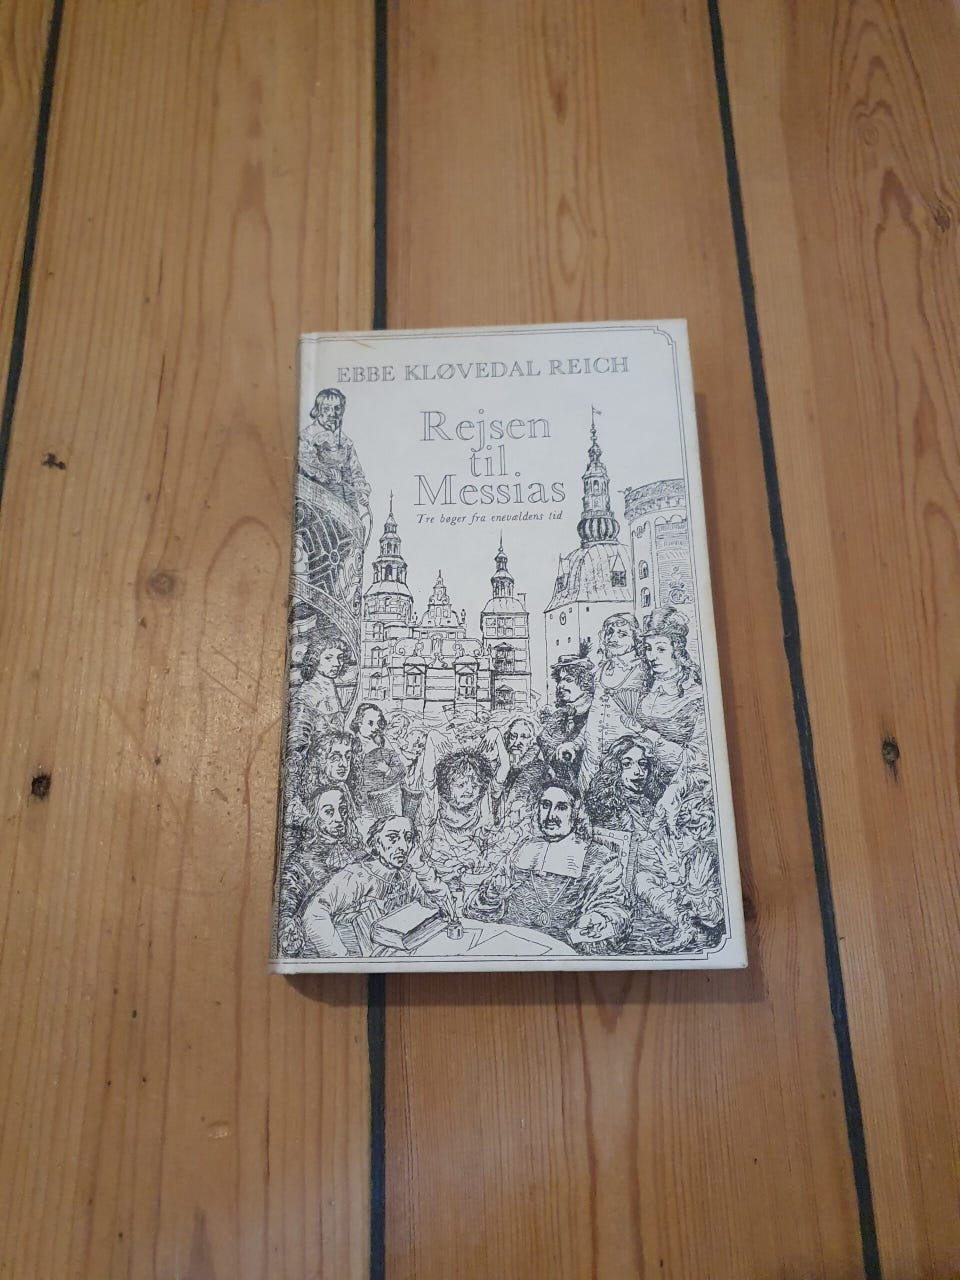 EBBE KLØVEDAL REICH
Rejsen
til
Messias
Tre bøger fra enevældens tid